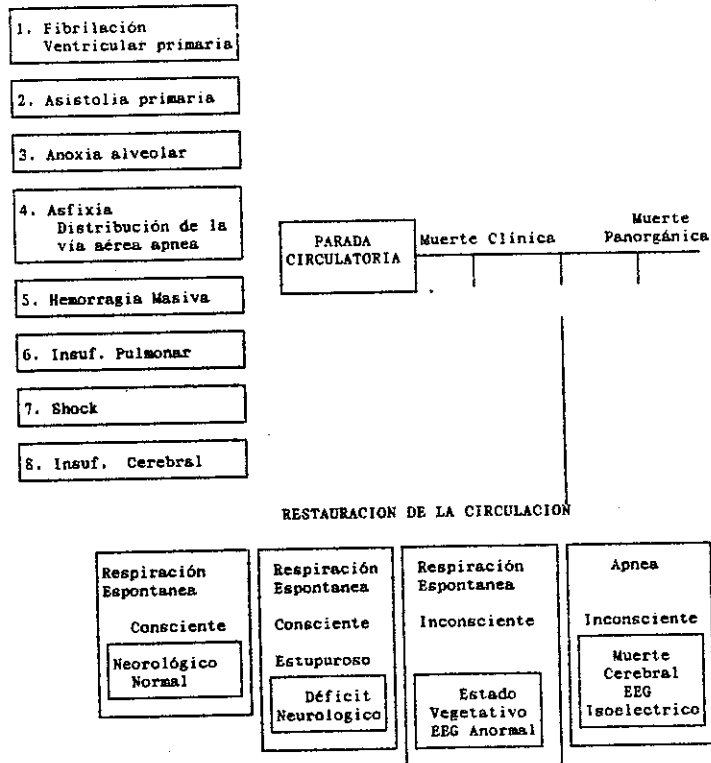 1. Fibrilación
Ventricular primaria
2. Asistolia primaria
3. Anoxia alveolar
4. Asfixia
Distribución de la
vía aérea apnea
5. Hemorragia Masiva
6. Insuf. Pulmonar
7. Shock
8. Insuf. Cerebral
PARADA
CIRCULATORIA
Muerte Clínica
Muerte
Panorgánica
RESTAURACION DE LA CIRCULACION
Respiración
Espontanea
Consciente
Neorológico
Normal
Respiración
Espontanea
Consciente
Estupuroso
Déficit
Neurologico
Respiración
Espontanea
Inconsciente
Estado
Vegetativo
EEG Anormal
Apnea
Inconsciente
Muerte
Cerebral
EEG
Isoelectrico